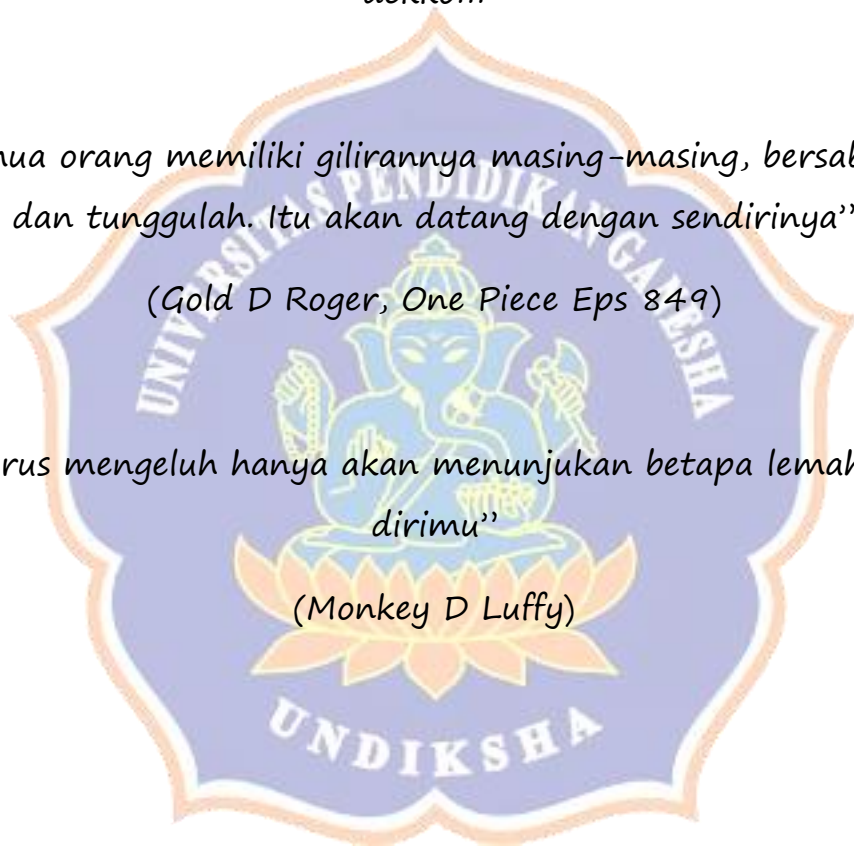 ua orang memiliki gilirannya masing-masing, bersab
dan tunggulah. Itu akan datang dengan sendirinya”
(Gold D Roger, One Piece Eps 849)
rus mengeluh hanya akan menunjukan betapa lemah
dirimu”
(Monkey D Luffy)
UNIVERSITAS PENDIDIKAN GANESHA
UNDIKSHA